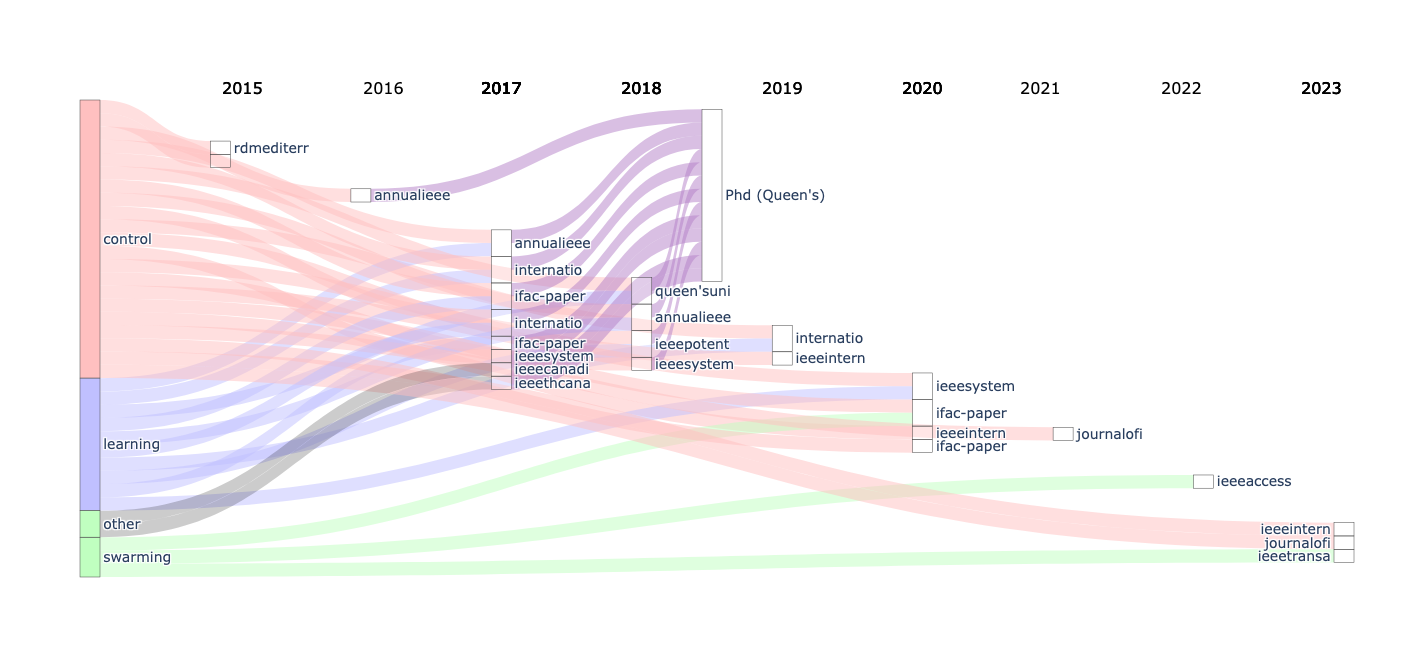 2015 2016 2017 2018 2019 2020 2021 2022 2023
rdmediterr
annualieee
Phd (Queen's)
control
annualieee
internatio
queen'suni
ifac-paper
annualieee
internatio
internatio
ifac-paper
ieeepotent
ieeesystem
ieeeintern
ieeesystem
ieeecanadi
ieeethcana
ieeesystem
ifac-paper
ieeeintern
journalofi
learning
ifac-paper
ieeeaccess
other
ieeeintern
journalofi
swarming
ieeetransa